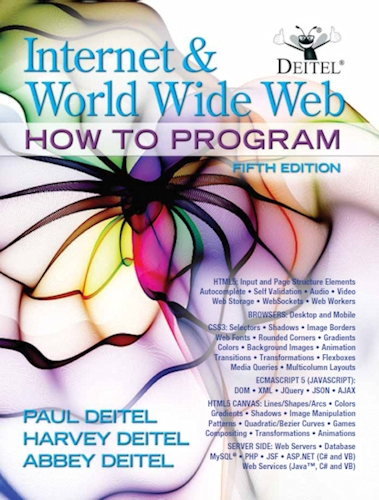 Internet &
World Wide Web
DEITEL®
HOW TO PROGRAM
FIFTH EDITION
HTML5: Input and Page Structure Elements
Autocomplete • Self Validation • Audio • Video
Web Storage • WebSockets • Web Workers
BROWSERS: Desktop and Mobile
CSS3: Selectors • Shadows • Image Borders
Web Fonts • Rounded Corners • Gradients
Colors • Background Images • Animation
Transitions • Transformations • Flexboxes
Media Queries • Multicolumn Layouts
ECMASCRIPT 5 (JAVASCRIPT):
DOM • XML • JQuery • JSON • AJAX
HTML5 CANVAS: Lines/Shapes/Arcs • Colors
Gradients • Shadows • Image Manipulation
Patterns • Quadratic/Bezier Curves • Games
Compositing • Transformations • Animations
SERVER SIDE: Web Servers • Database
MySQL® • PHP • JSF • ASP.NET (C# and VB)
Web Services (Java™, C# and VB)
PAUL DEITEL
HARVEY DEITEL
ABBEY DEITEL